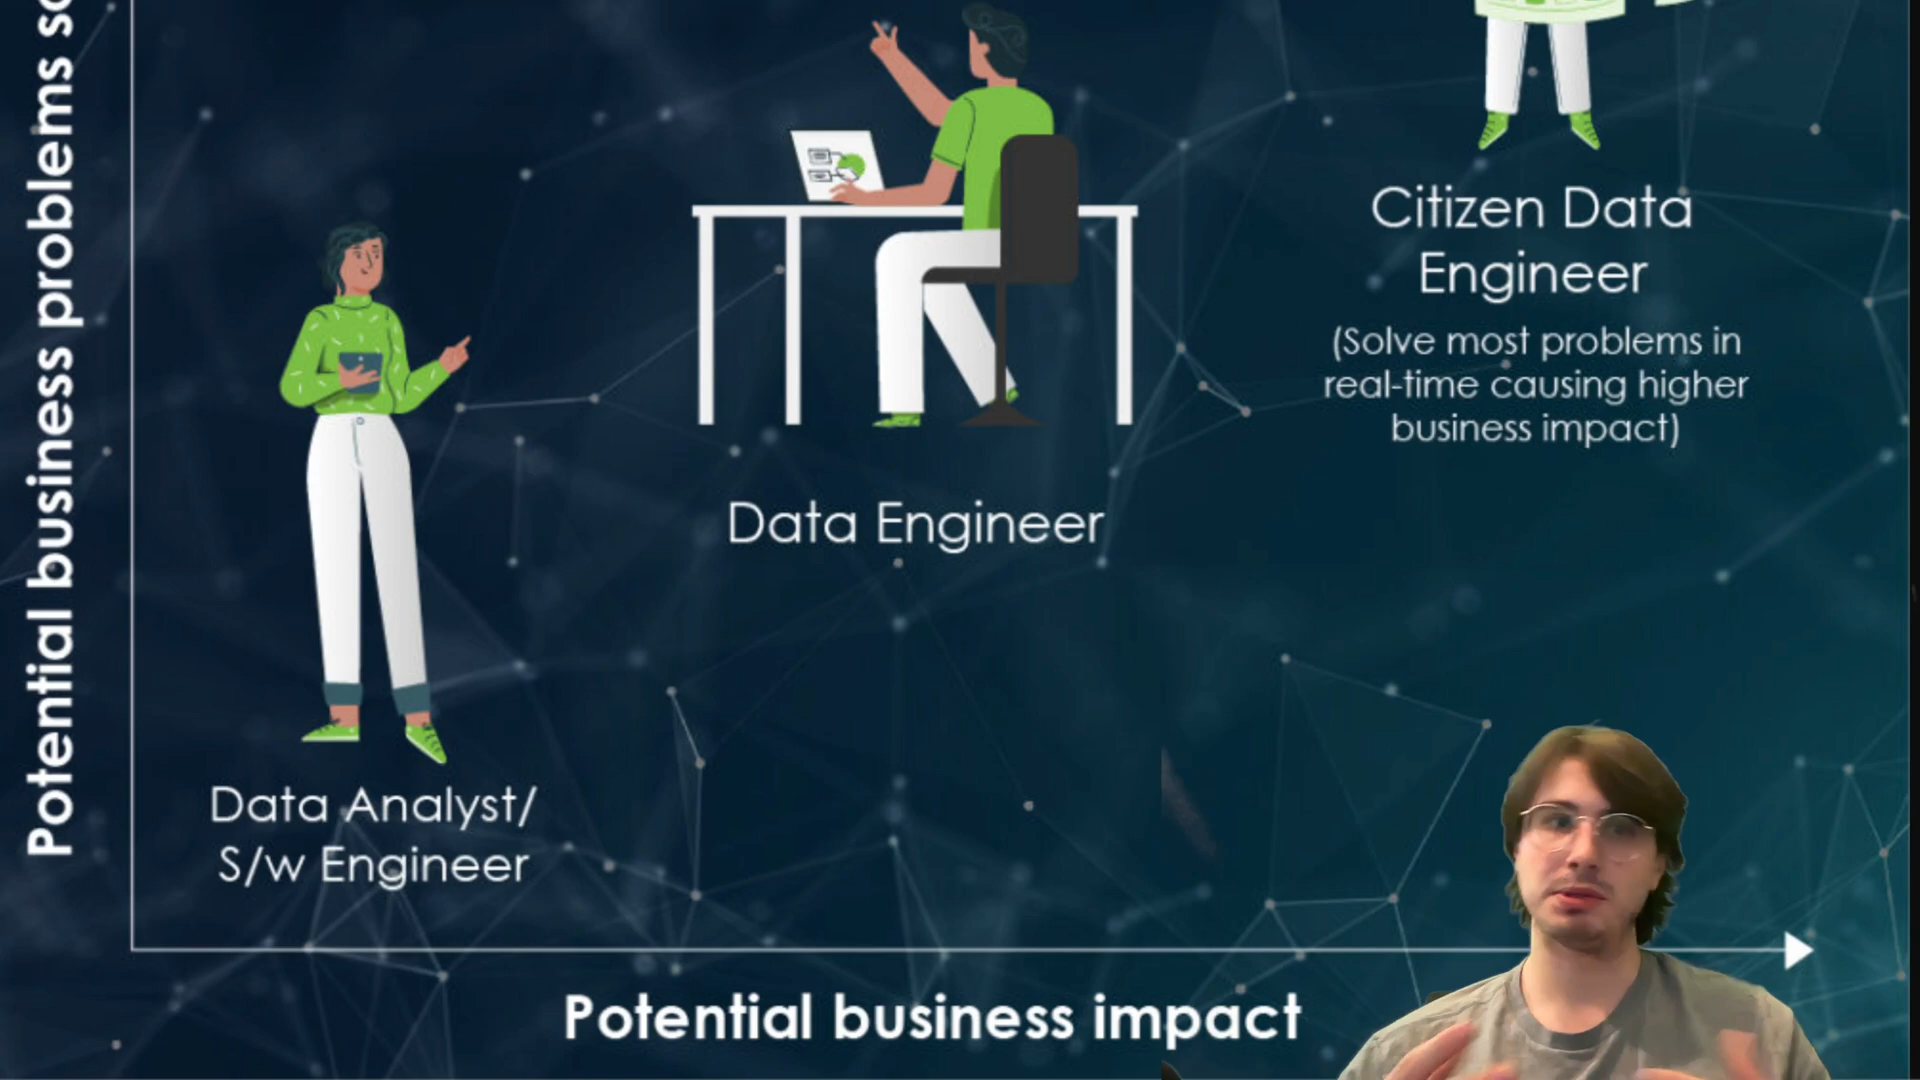 Potential business problems
Citizen Data
Engineer
(Solve most problems in
real-time causing higher
business impact)
Data Engineer
Data Analyst/
S/w Engineer
Potential business impact